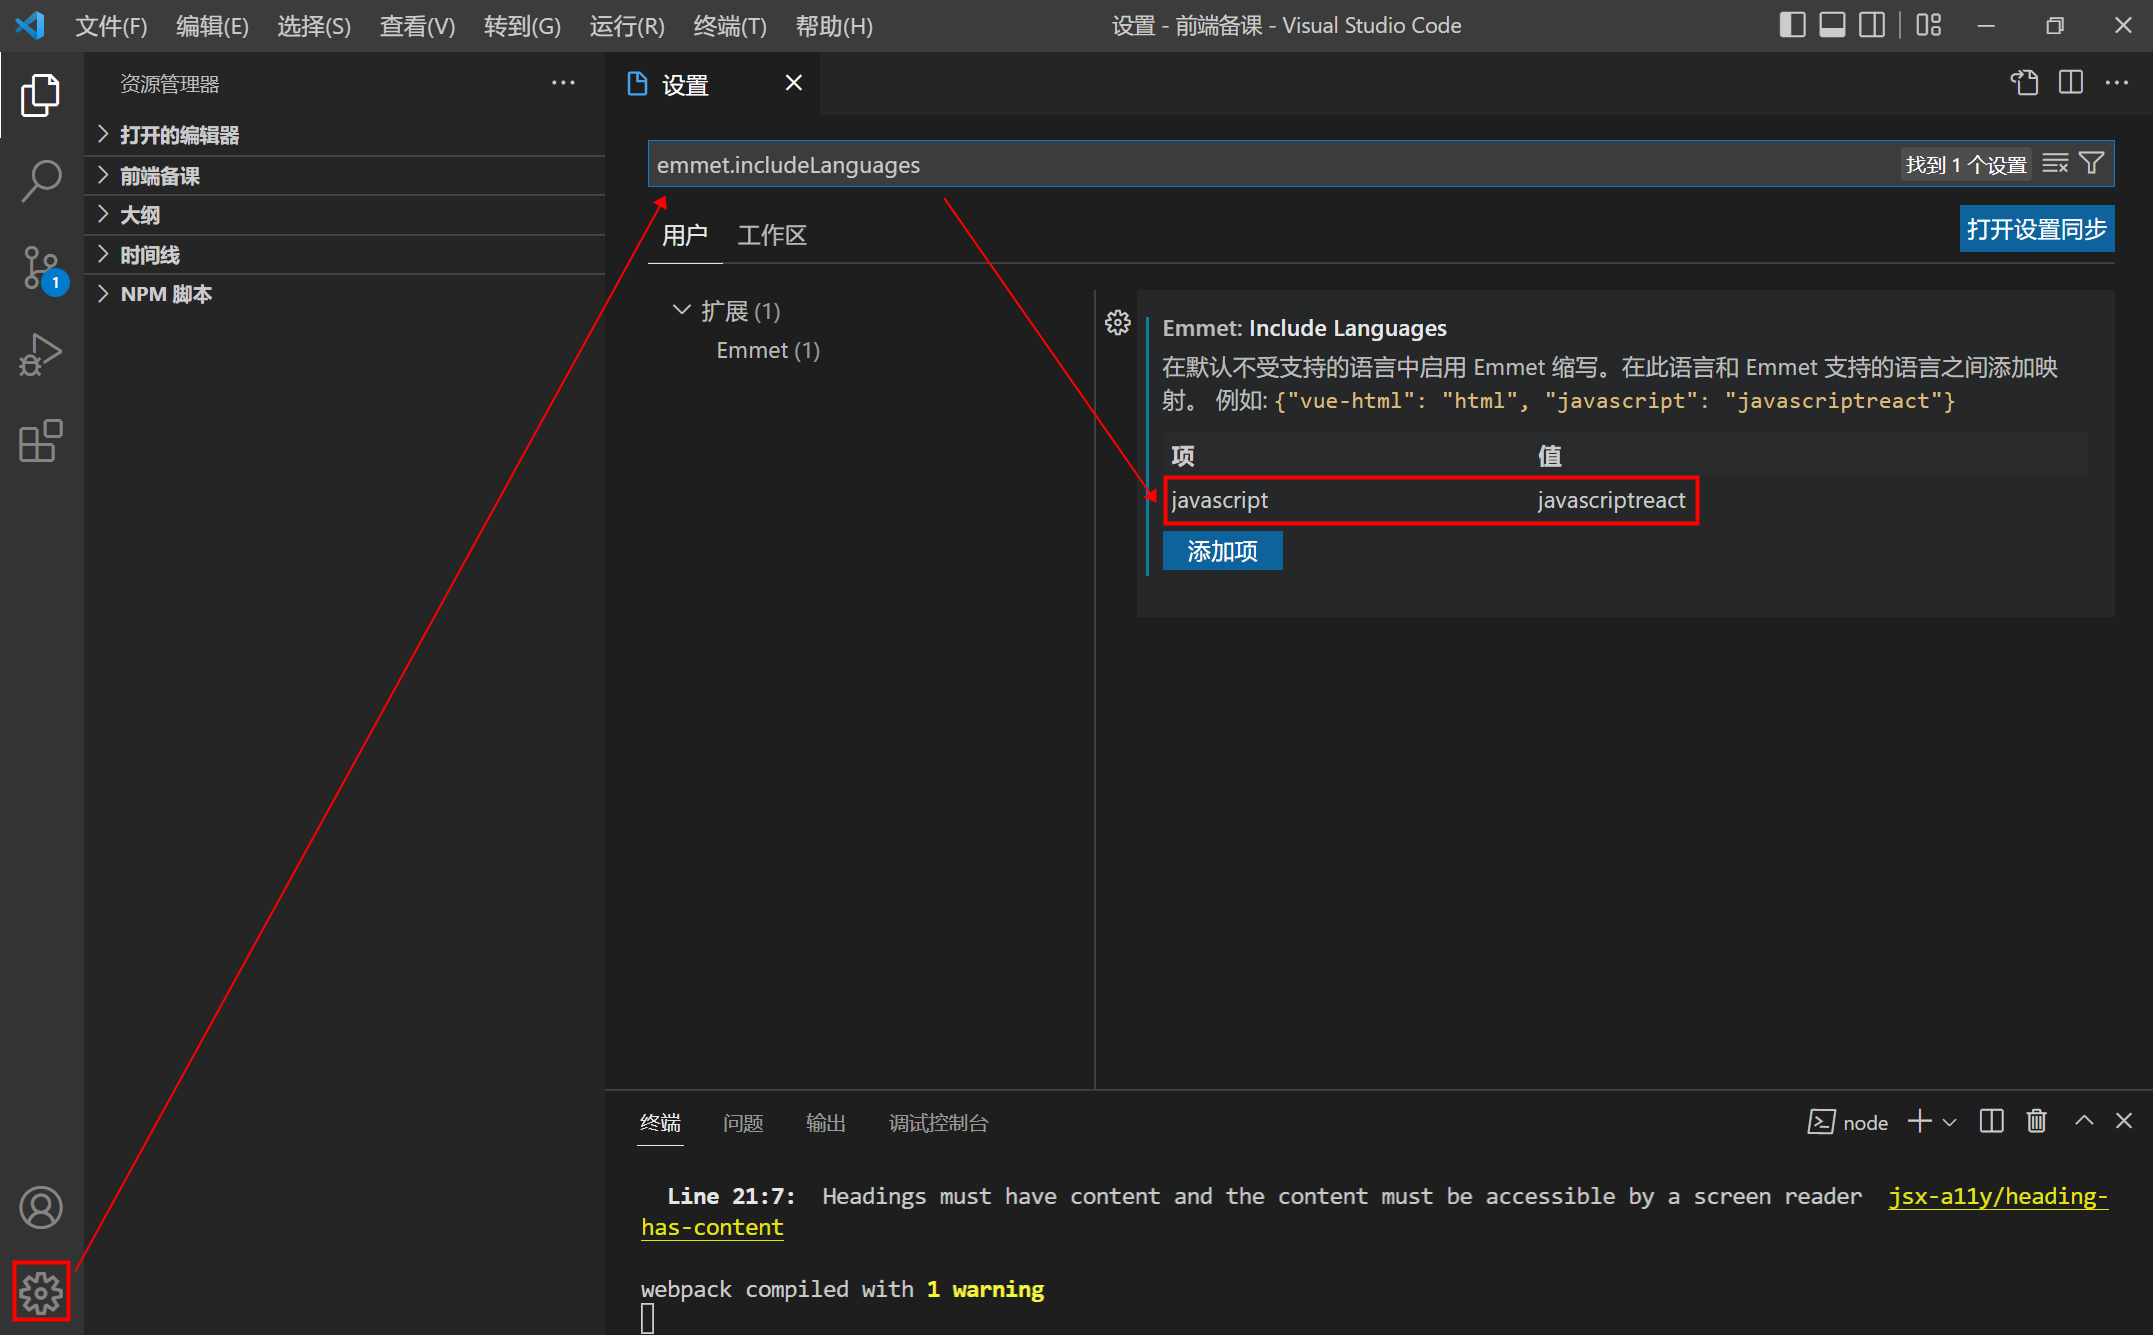 文件(F) 编辑(E) 选择(S) 查看(V) 转到(G) 运行(R) 终端(T) 帮助(H) 设置 - 前端备课 - Visual Studio Code
资源管理器
设置
打开的编辑器
前端备课
大纲
时间线
NPM 脚本
1
emmet.includeLanguages 找到 1 个设置
用户 工作区 打开设置同步
扩展 (1)
Emmet (1)
Emmet: Include Languages
在默认不受支持的语言中启用 Emmet 缩写。在此语言和 Emmet 支持的语言之间添加映
射。 例如: {"vue-html": "html", "javascript": "javascriptreact"}
项 值
javascript javascriptreact
添加项
终端 问题 输出 调试控制台 node
Line 21:7: Headings must have content and the content must be accessible by a screen reader jsx-a11y/heading-
has-content
webpack compiled with 1 warning